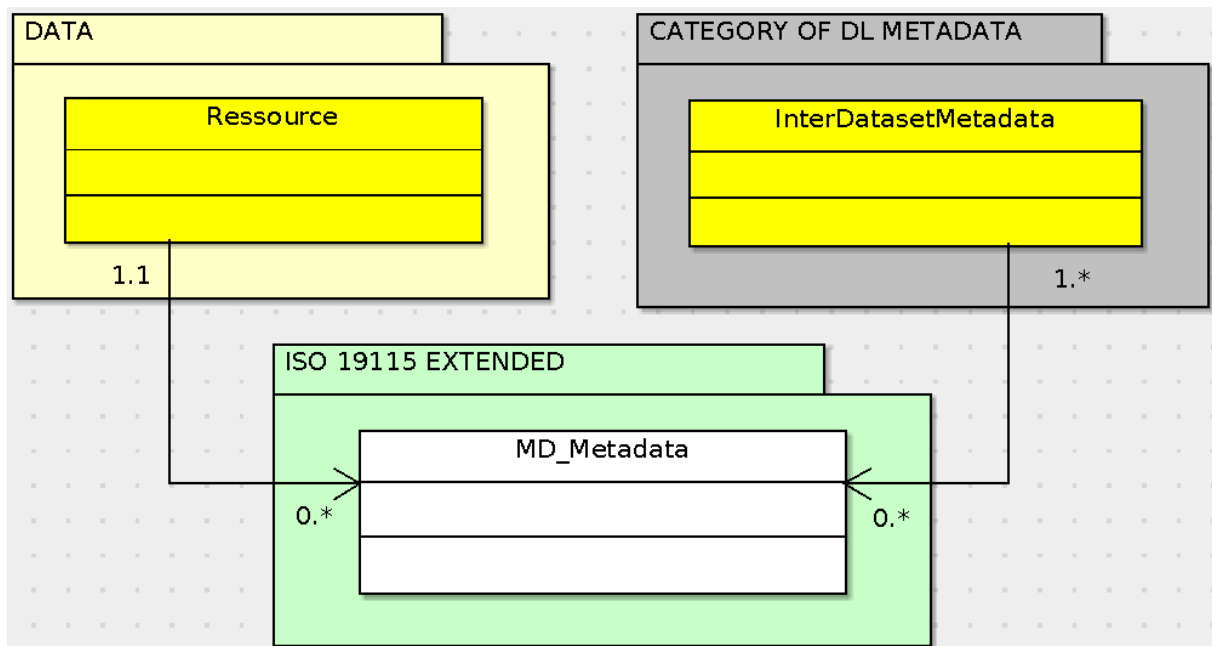 DATA
CATEGORY OF DL METADATA
Ressource
InterDatasetMetadata
1.1
1.*
ISO 19115 EXTENDED
MD_Metadata
0.*
0.*